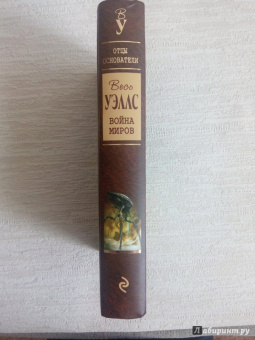 В
У
ОТЦЫ
ОСНОВАТЕЛИ
Весь
УЭЛЛС
ВОЙНА
МИРОВ
Лабиринт.ру